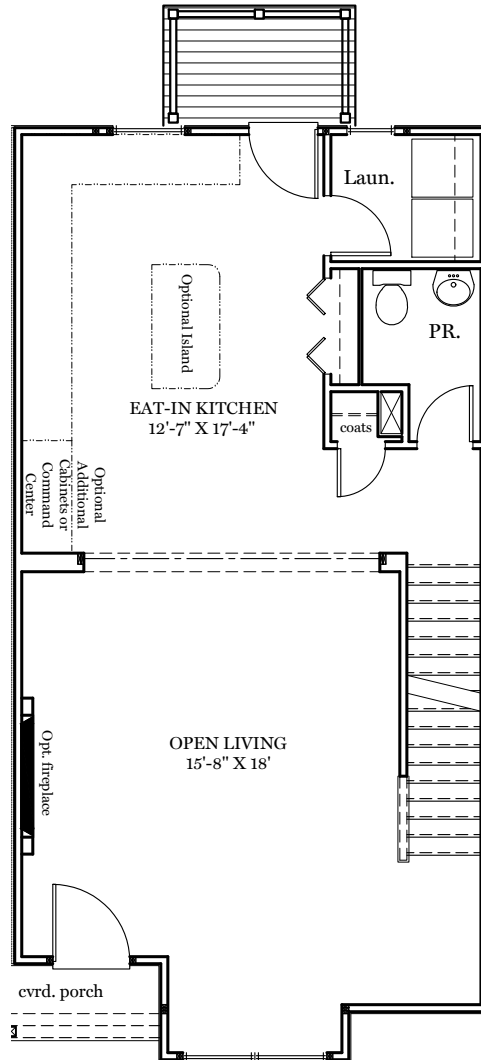 Laun.
Optional Island
PR.
EAT-IN KITCHEN
12'-7" X 17'-4"
coats
Optional
Additional
Cabinets or
Command
Center
OPEN LIVING
15'-8" X 18'
Opt. fireplace
cvrd. porch